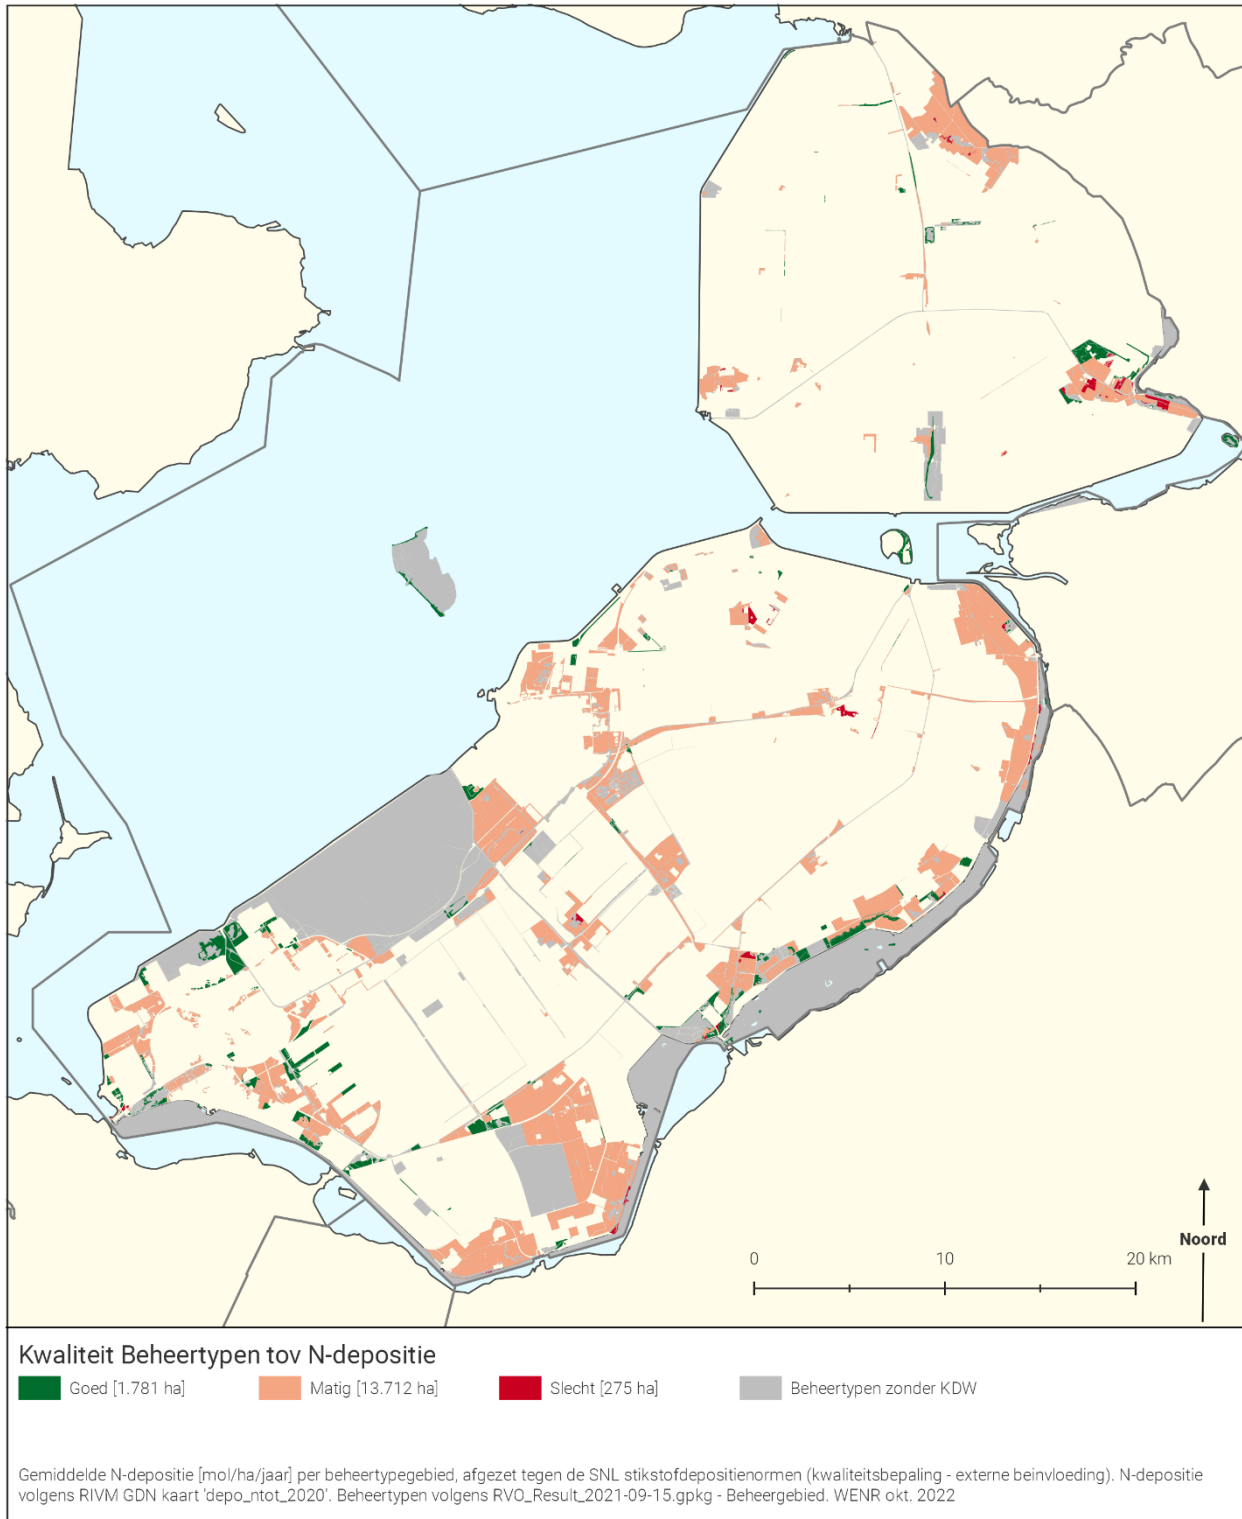 Noord
0 10 20 km
Kwaliteit Beheertypen tov N-depositie
Goed [1.781 ha] Matig [13.712 ha] Slecht [275 ha] Beheertypen zonder KDW
Gemiddelde N-depositie [mol/ha/jaar] per beheertypegebied, afgezet tegen de SNL stikstofdepositienormen (kwaliteitsbepaling - externe beinvloeding). N-depositie
volgens RIVM GDN kaart 'depo_ntot_2020'. Beheertypen volgens RVO_Result_2021-09-15.gpkg - Beheergebied. WENR okt. 2022